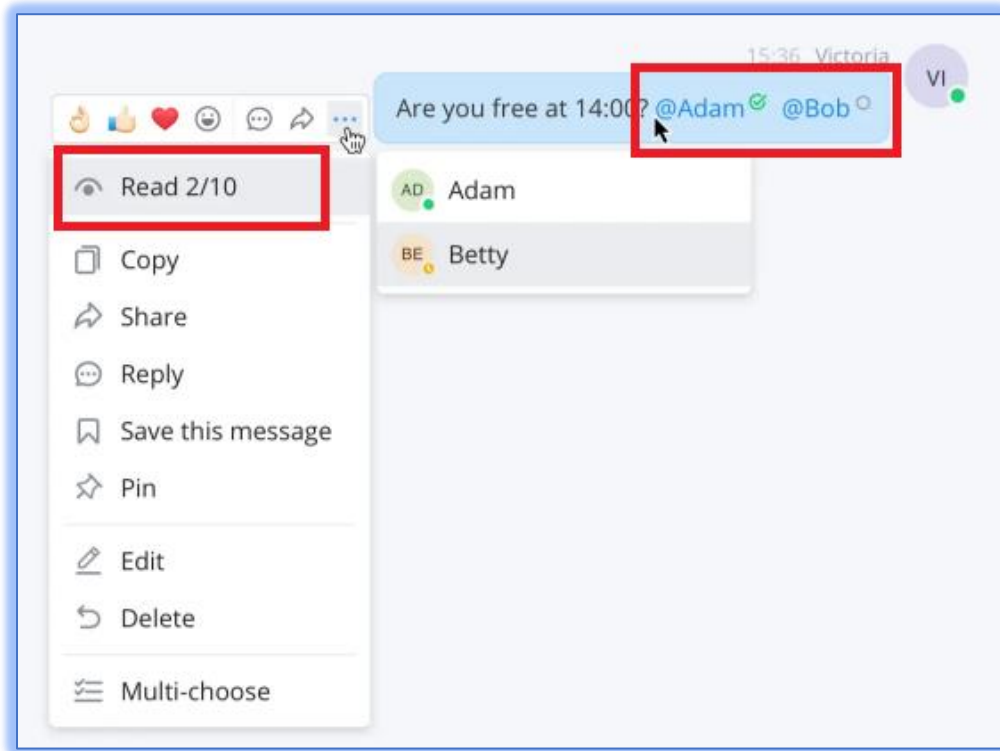 15:36 Victoria
VI
Are you free at 14:00? @Adam @Bob
Read 2/10
AD Adam
BE Betty
Copy
Share
Reply
Save this message
Pin
Edit
Delete
Multi-choose